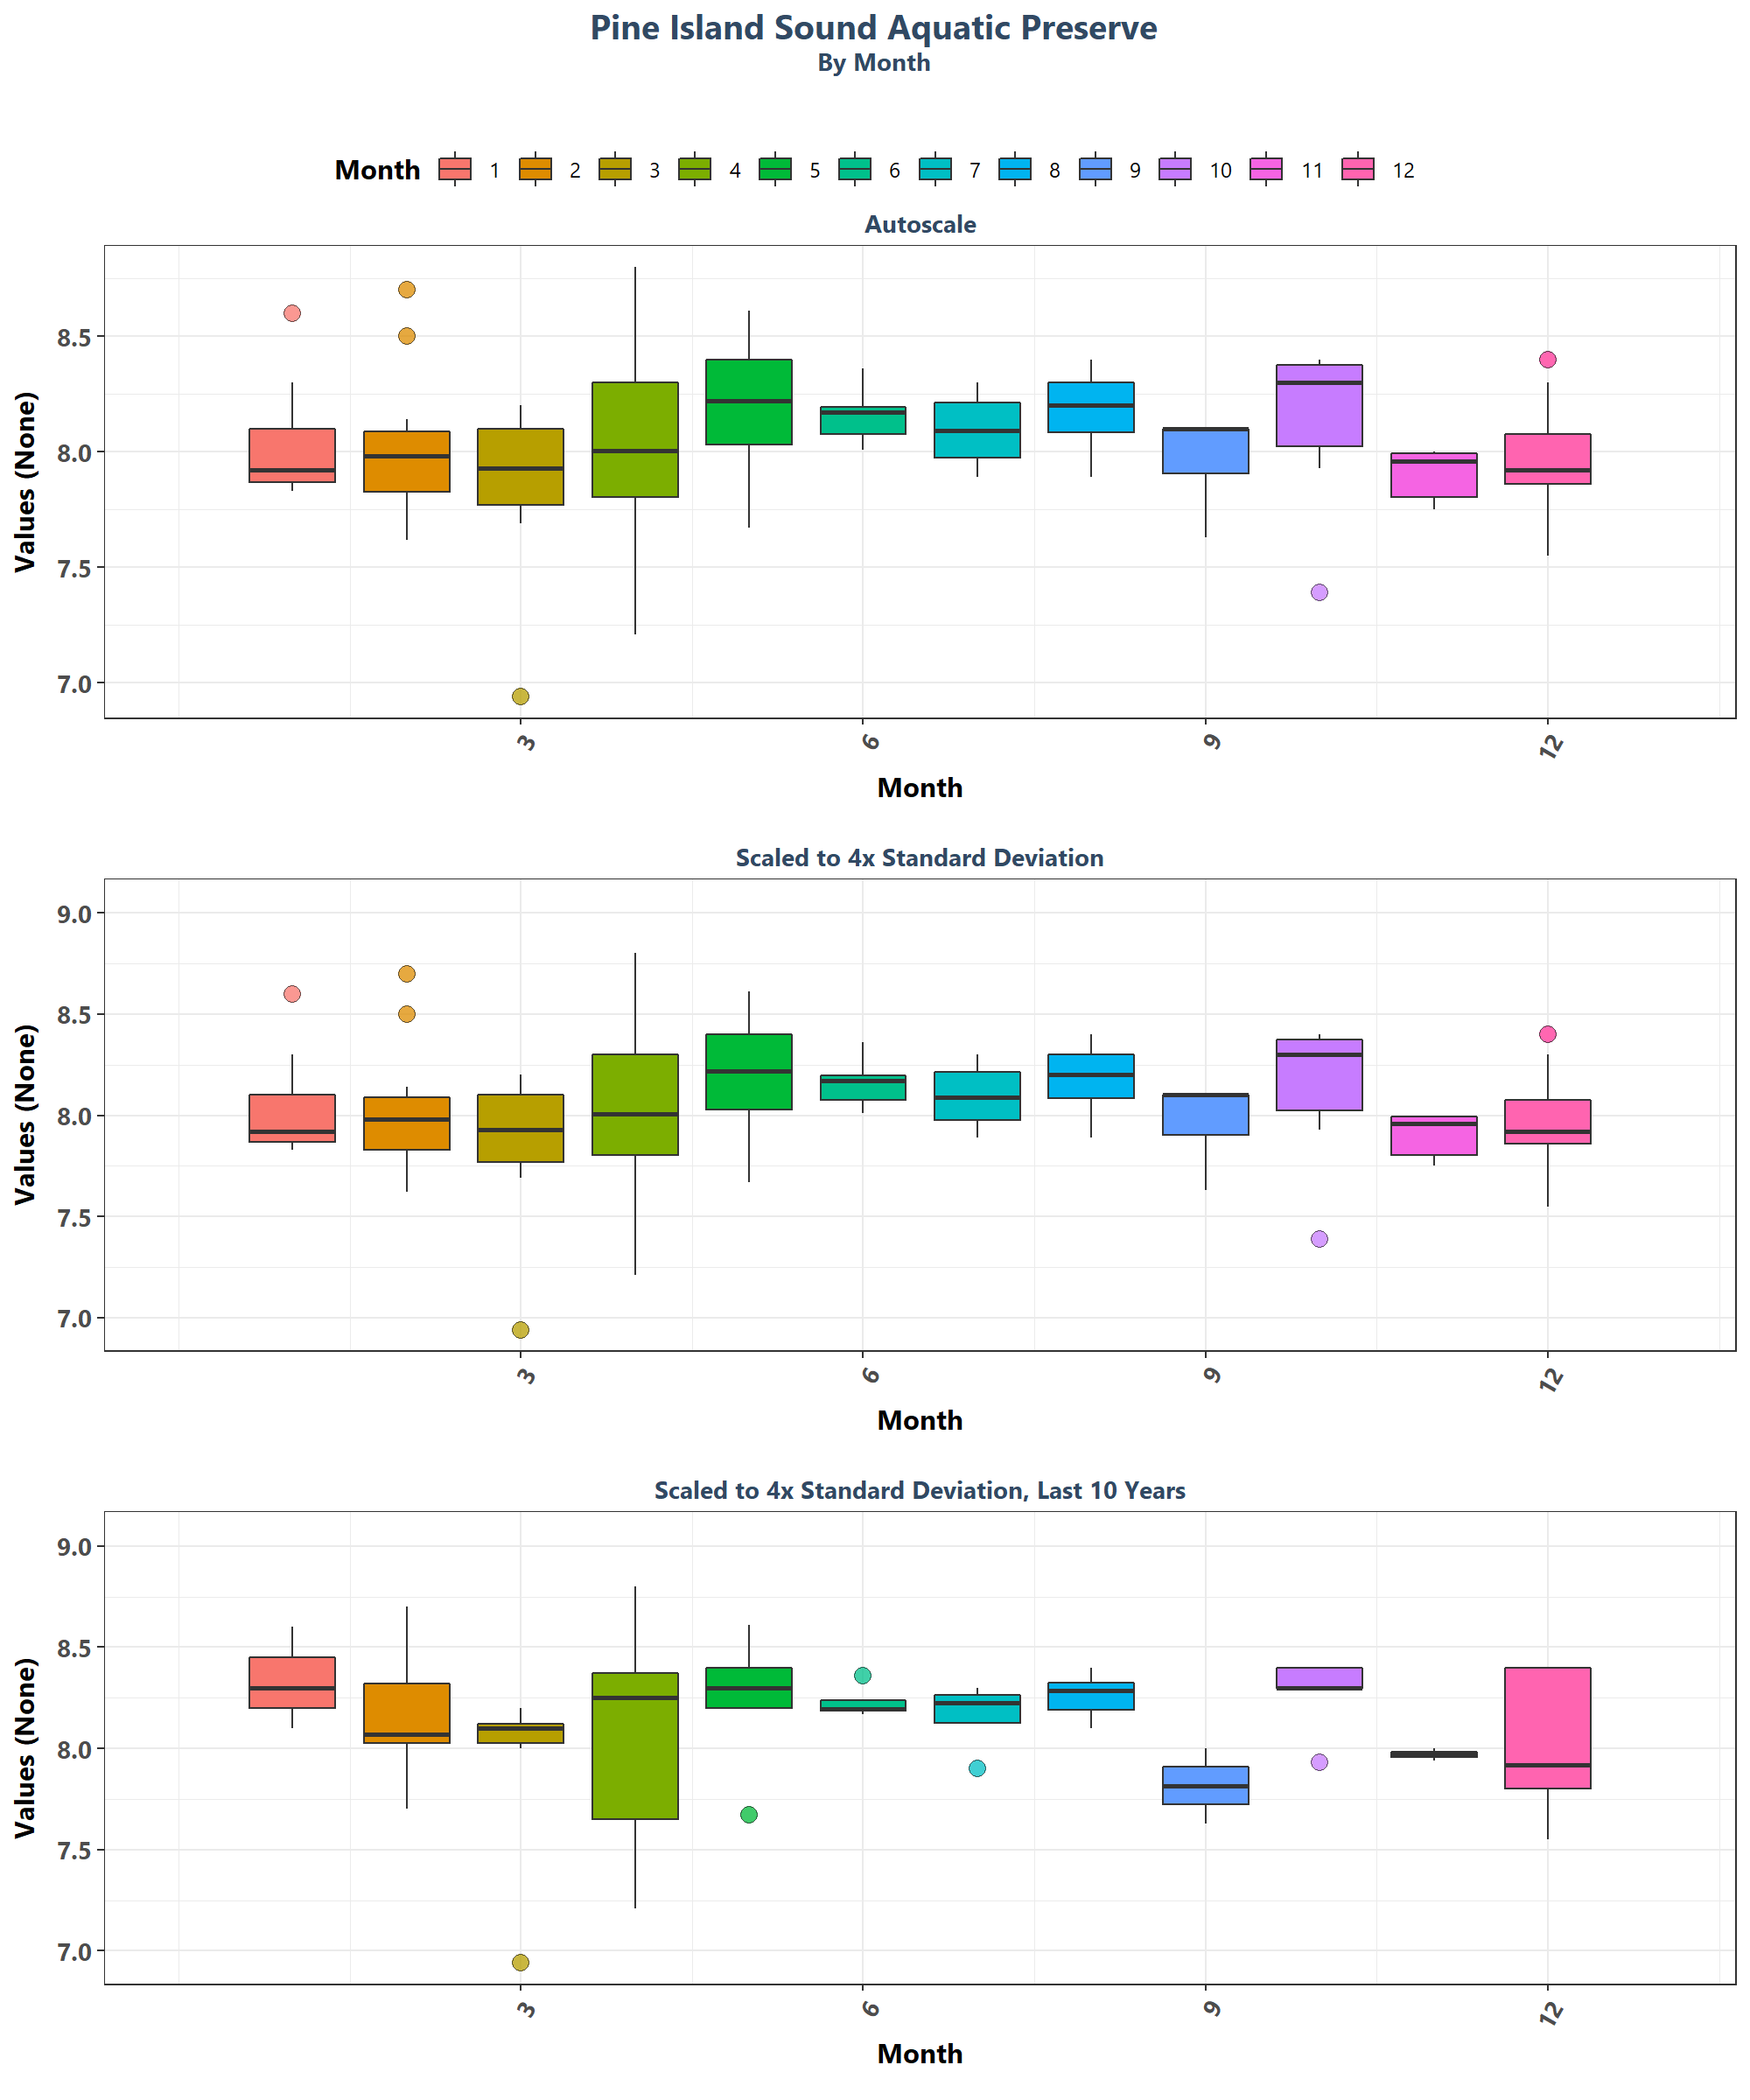 Pine Island Sound Aquatic Preserve
By Month
Month 1 2 3 4 5 6 7 8 9 10 11 12
Autoscale
Values (None)
8.5
8.0
7.5
7.0
3 6 9 12
Month
Scaled to 4x Standard Deviation
Values (None)
9.0
8.5
8.0
7.5
7.0
3 6 9 12
Month
Scaled to 4x Standard Deviation, Last 10 Years
Values (None)
9.0
8.5
8.0
7.5
7.0
3 6 9 12
Month